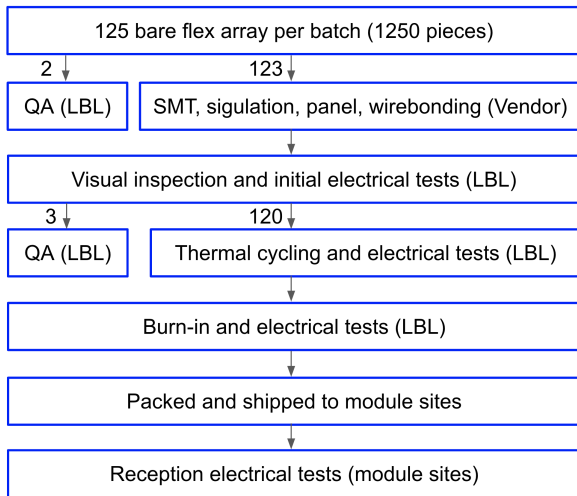 125 bare flex array per batch (1250 pieces)
2
123
QA (LBL)
SMT, sigulation, panel, wirebonding (Vendor)
Visual inspection and initial electrical tests (LBL)
3
120
QA (LBL)
Thermal cycling and electrical tests (LBL)
Burn-in and electrical tests (LBL)
Packed and shipped to module sites
Reception electrical tests (module sites)